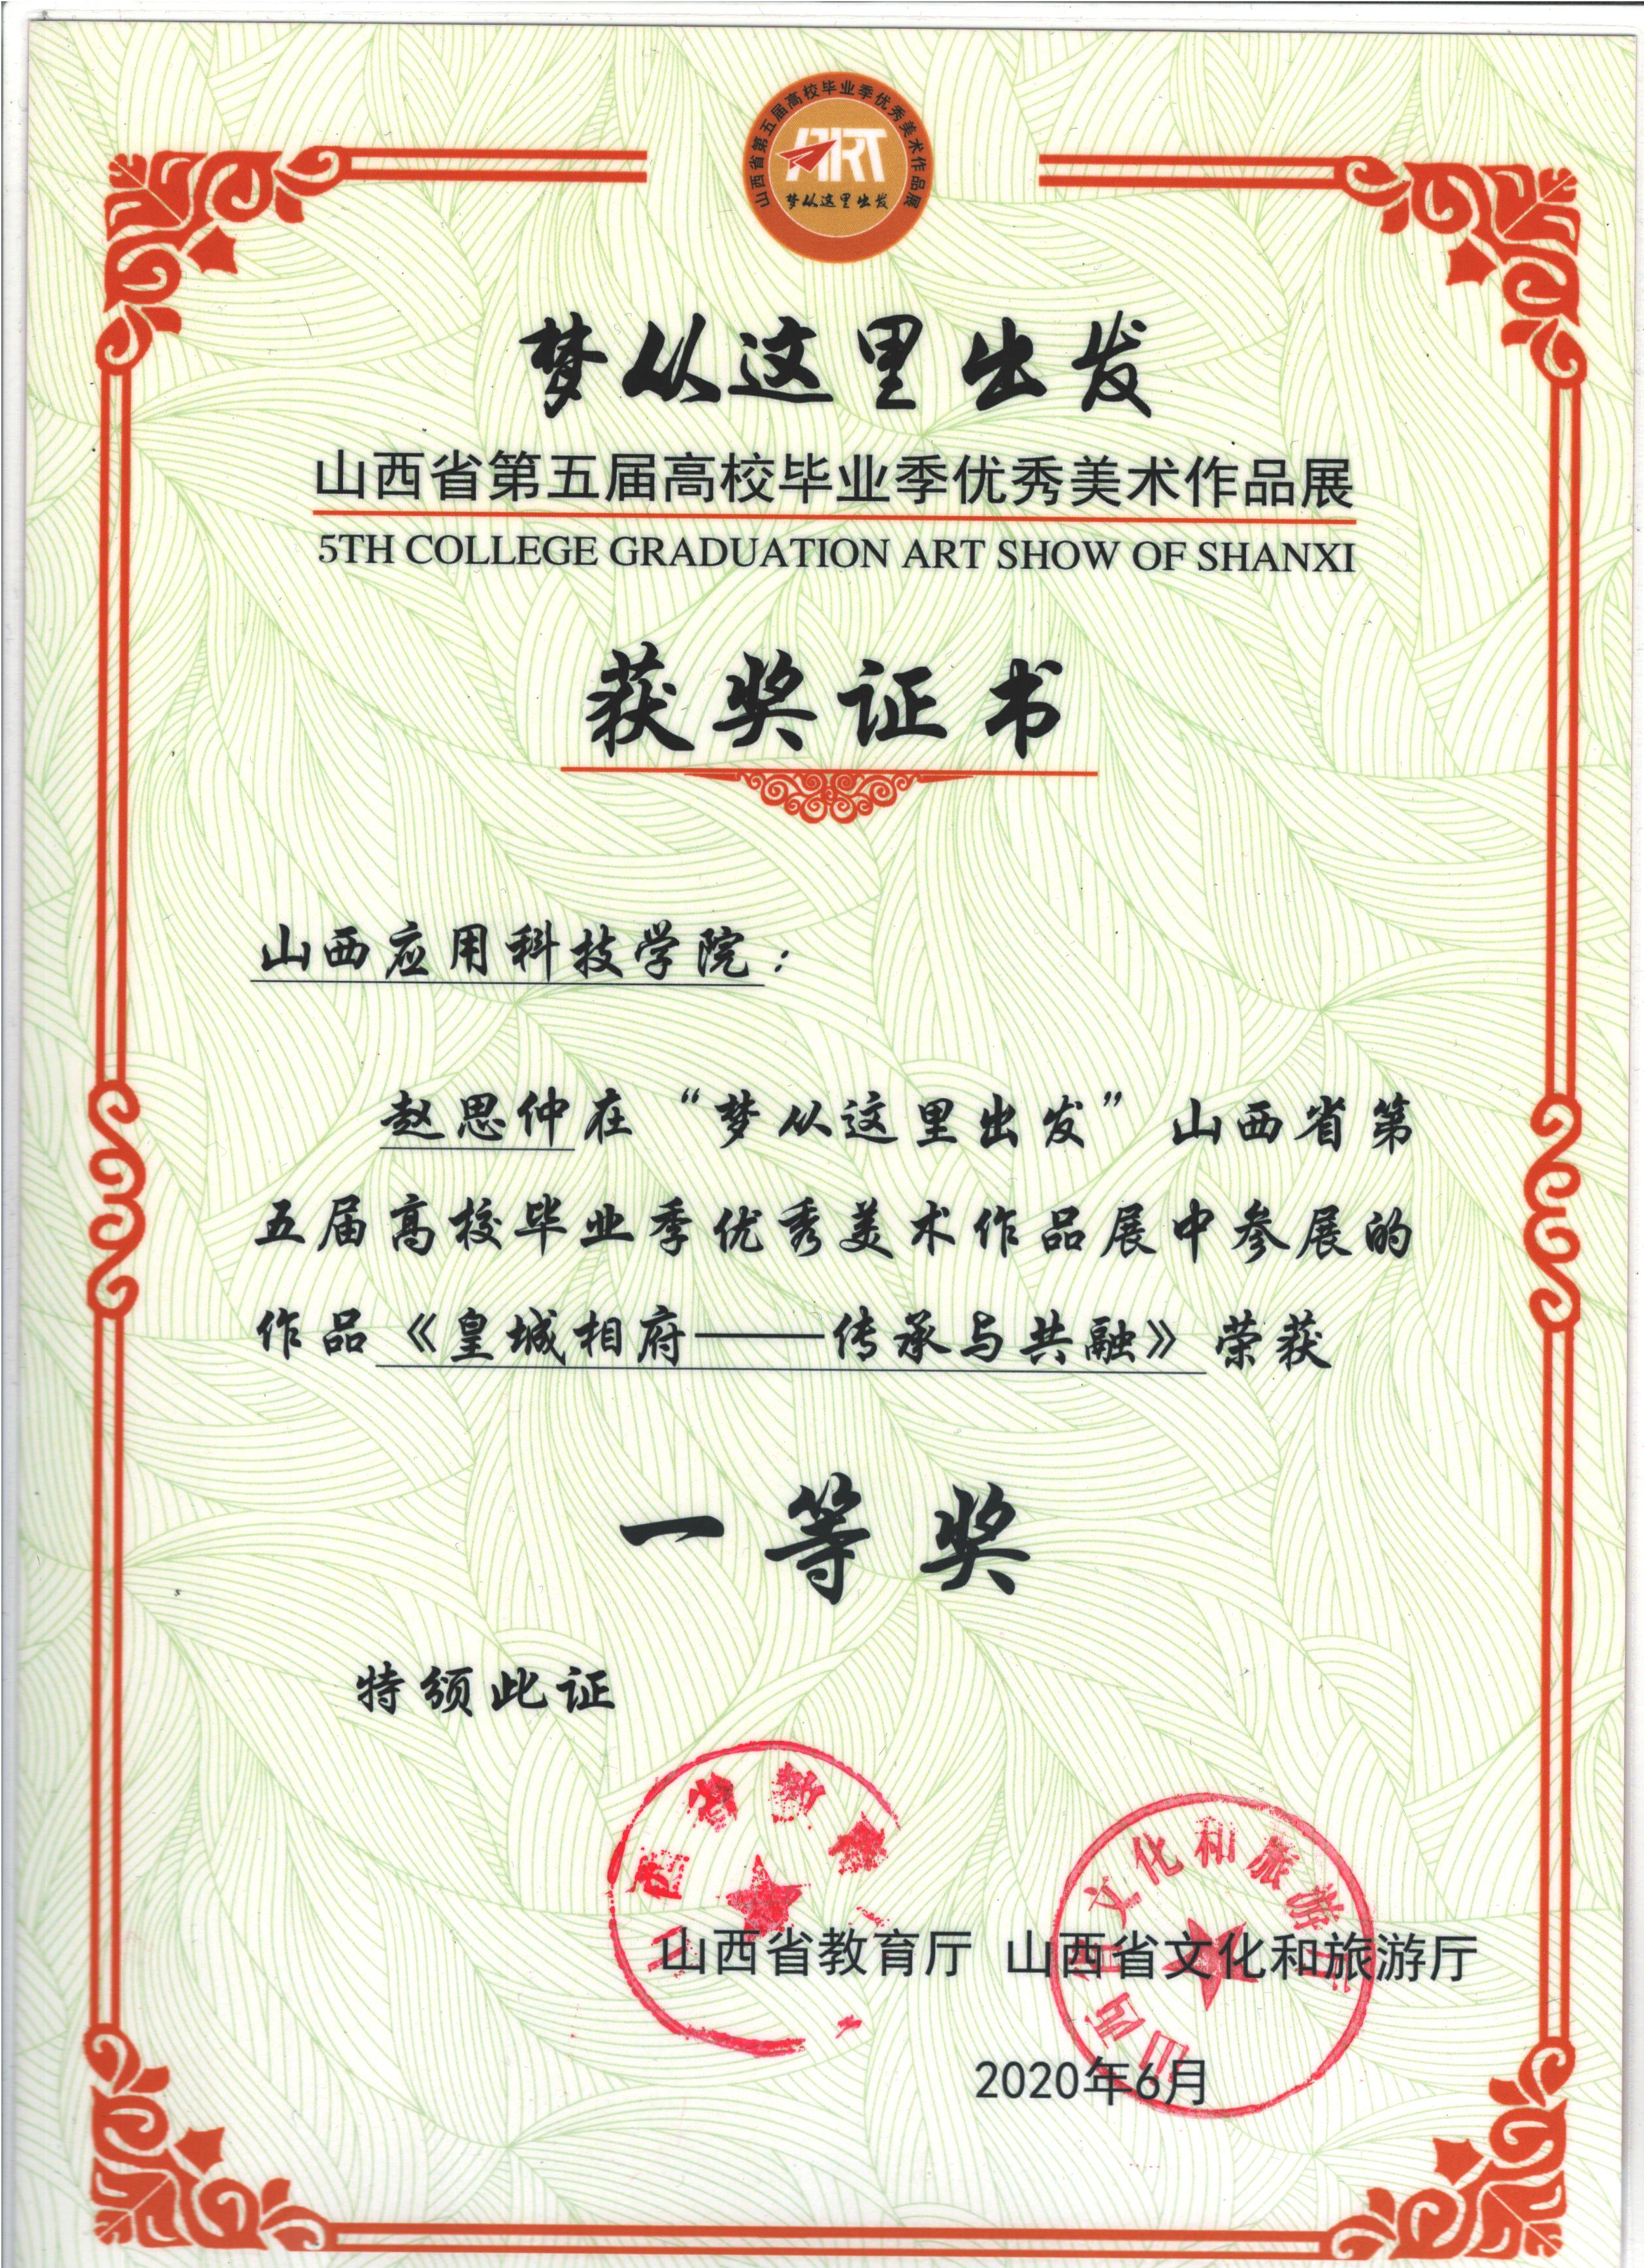 山西省第五届高校毕业季优秀美术作品展
ART
梦从这里出发
梦从这里出发
山西省第五届高校毕业季优秀美术作品展
5TH COLLEGE GRADUATION ART SHOW OF SHANXI
获奖证书
山西应用科技学院：
赵思仲在“梦从这里出发”山西省第
五届高校毕业季优秀美术作品展中参展的
作品《皇城相府——传承与共融》荣获
一等奖
特颁此证
山西省教育厅 山西省文化和旅游厅
山西省文化和旅游厅
2020年6月